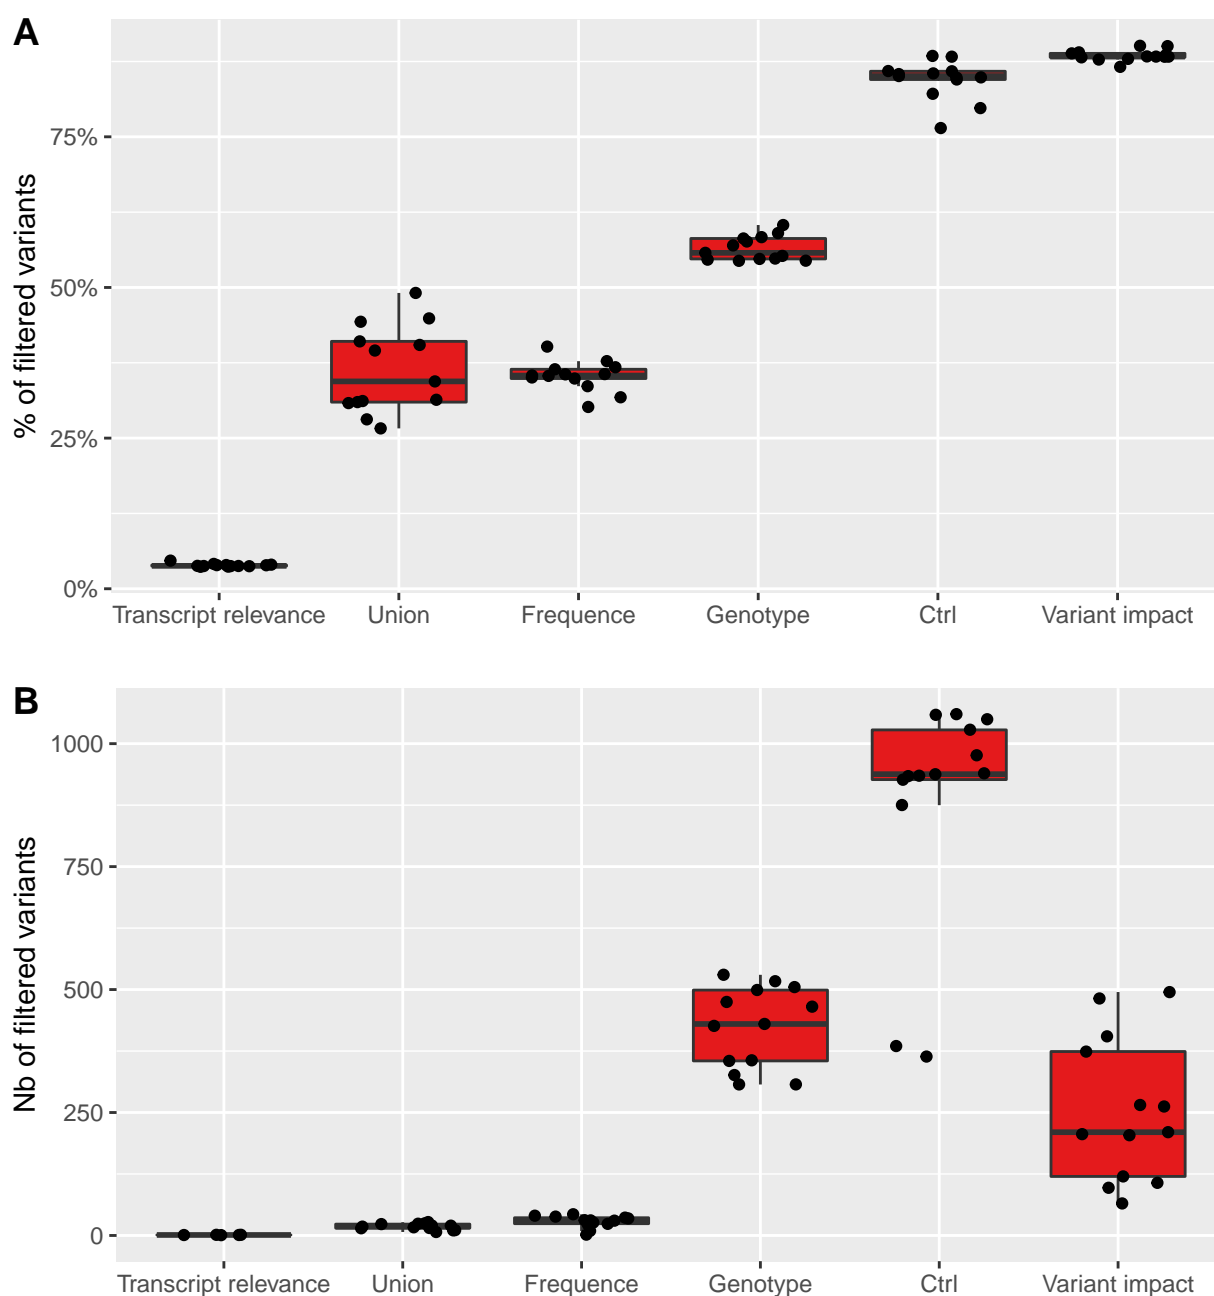 A
% of filtered variants
75%
50%
25%
0%
Transcript relevance Union Frequence Genotype Ctrl Variant impact
B
Nb of filtered variants
1000
750
500
250
0
Transcript relevance Union Frequence Genotype Ctrl Variant impact